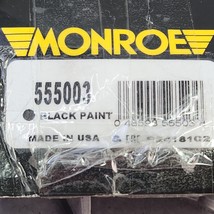 MONROE
555003
BLACK PAINT
MADE IN USA